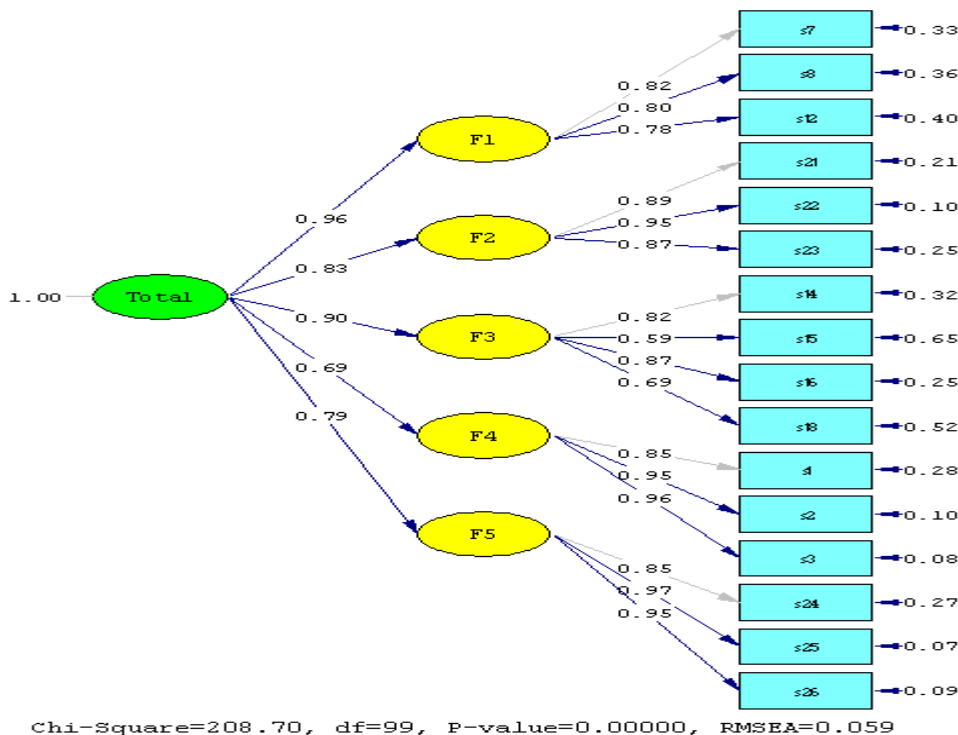 s7
0.33
s8
0.36
0.82
0.80
s12
0.40
0.78
F1
s21
0.21
0.89
s22
0.10
0.96
0.95
F2
0.87
s23
0.25
0.83
1.00
Total
s14
0.32
0.90
0.82
F3
0.59
s15
0.65
0.87
0.69
0.69
s16
0.25
0.79
s18
0.52
F4
0.85
s1
0.28
0.95
0.96
s2
0.10
F5
s3
0.08
0.85
0.97
s24
0.27
0.95
s25
0.07
s26
0.09
Chi-Square=208.70, df=99, P-value=0.00000, RMSEA=0.059